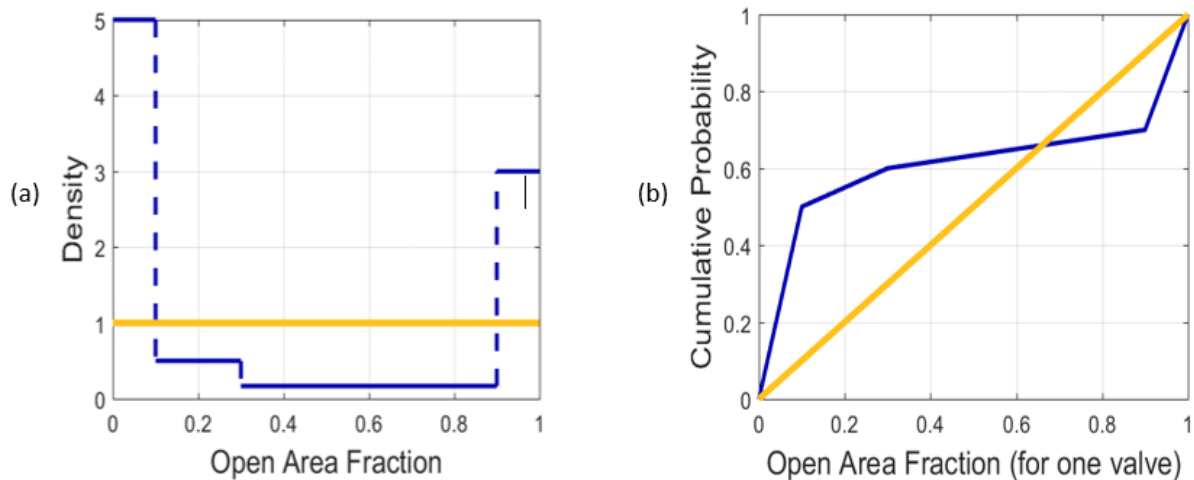 (a)
Density
5
4
3
2
1
0
0 0.2 0.4 0.6 0.8 1
Open Area Fraction
(b)
Cumulative Probability
1
0.8
0.6
0.4
0.2
0
0 0.2 0.4 0.6 0.8 1
Open Area Fraction (for one valve)